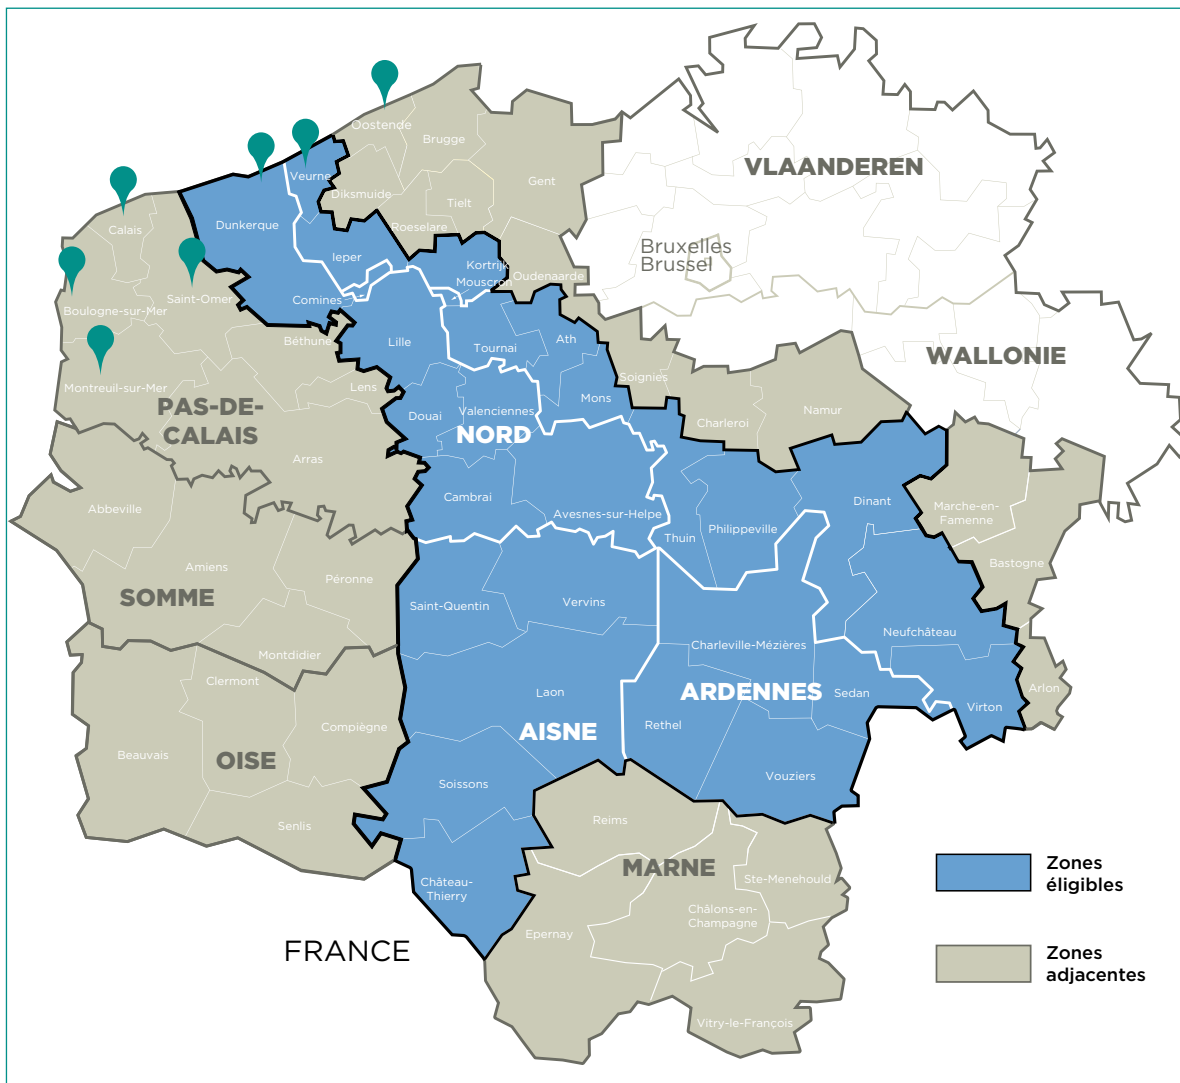 Oostende
Brugge
VLAANDEREN
Veurne
Diksmuide
Gent
Tielt
Calais
Dunkerque
Roeselare
Ieper
Bruxelles
Brussel
Kortrijk
Mouscron
Oudenaarde
Saint-Omer
Comines
Boulogne-sur-Mer
Béthune
Lille
Tournai
Ath
WALLONIE
Soignies
Montreuil-sur-Mer
Lens
Mons
PAS-DE-
CALAIS
Douai
Valenciennes
NORD
Charleroi
Namur
Arras
Cambrai
Avesnes-sur-Helpe
Dinant
Abbeville
Thuin
Philippeville
Marche-en-
Famenne
Bastogne
Amiens
Péronne
SOMME
Saint-Quentin
Vervins
Neufchâteau
Charleville-Mézières
Montdidier
Clermont
Laon
ARDENNES
Sedan
Arlon
Virton
Compiègne
Beauvais
OISE
AISNE
Rethel
Vouziers
Soissons
Senlis
Reims
MARNE
Château-
Thierry
Ste-Menehould
Châlons-en-
Champagne
Epernay
FRANCE
Vitry-le-François
Zones
éligibles
Zones
adjacentes